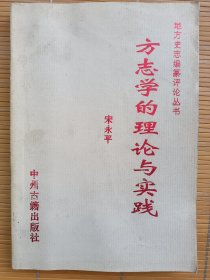 地方史志编纂评论丛书
方志学的理论与实践
宋永平
中州古籍出版社